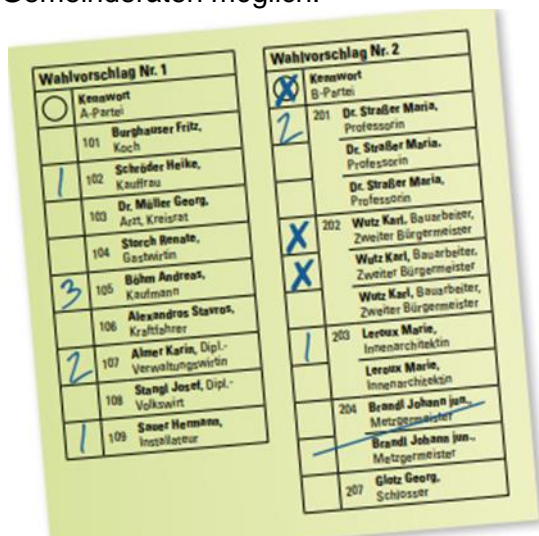 Gemeinderäten möglich.
Wahlvorschlag Nr. 1
Kennwort
A-Partei
101 Burghauser Fritz,
Koch
1 102 Schröder Heike,
Kauffrau
103 Dr. Müller Georg,
Arzt, Kreisrat
104 Storch Renate,
Gastwirtin
3 105 Böhm Andreas,
Kaufmann
106 Alexandros Stavros,
Kraftfahrer
2 107 Almer Karin, Dipl.-
Verwaltungswirtin
108 Stangl Josef, Dipl.-
Volkswirt
1 109 Sauer Hermann,
Installateur
Wahlvorschlag Nr. 2
X Kennwort
B-Partei
2 201 Dr. Straßer Maria,
Professorin
Dr. Straßer Maria,
Professorin
Dr. Straßer Maria,
Professorin
X 202 Wutz Karl, Bauarbeiter,
Zweiter Bürgermeister
X Wutz Karl, Bauarbeiter,
Zweiter Bürgermeister
Wutz Karl, Bauarbeiter,
Zweiter Bürgermeister
1 203 Leroux Marie,
Innenarchitektin
Leroux Marie,
Innenarchitektin
204 Brandl Johann jun.,
Metzgermeister
Brandl Johann jun.,
Metzgermeister
207 Glotz Georg,
Schlosser